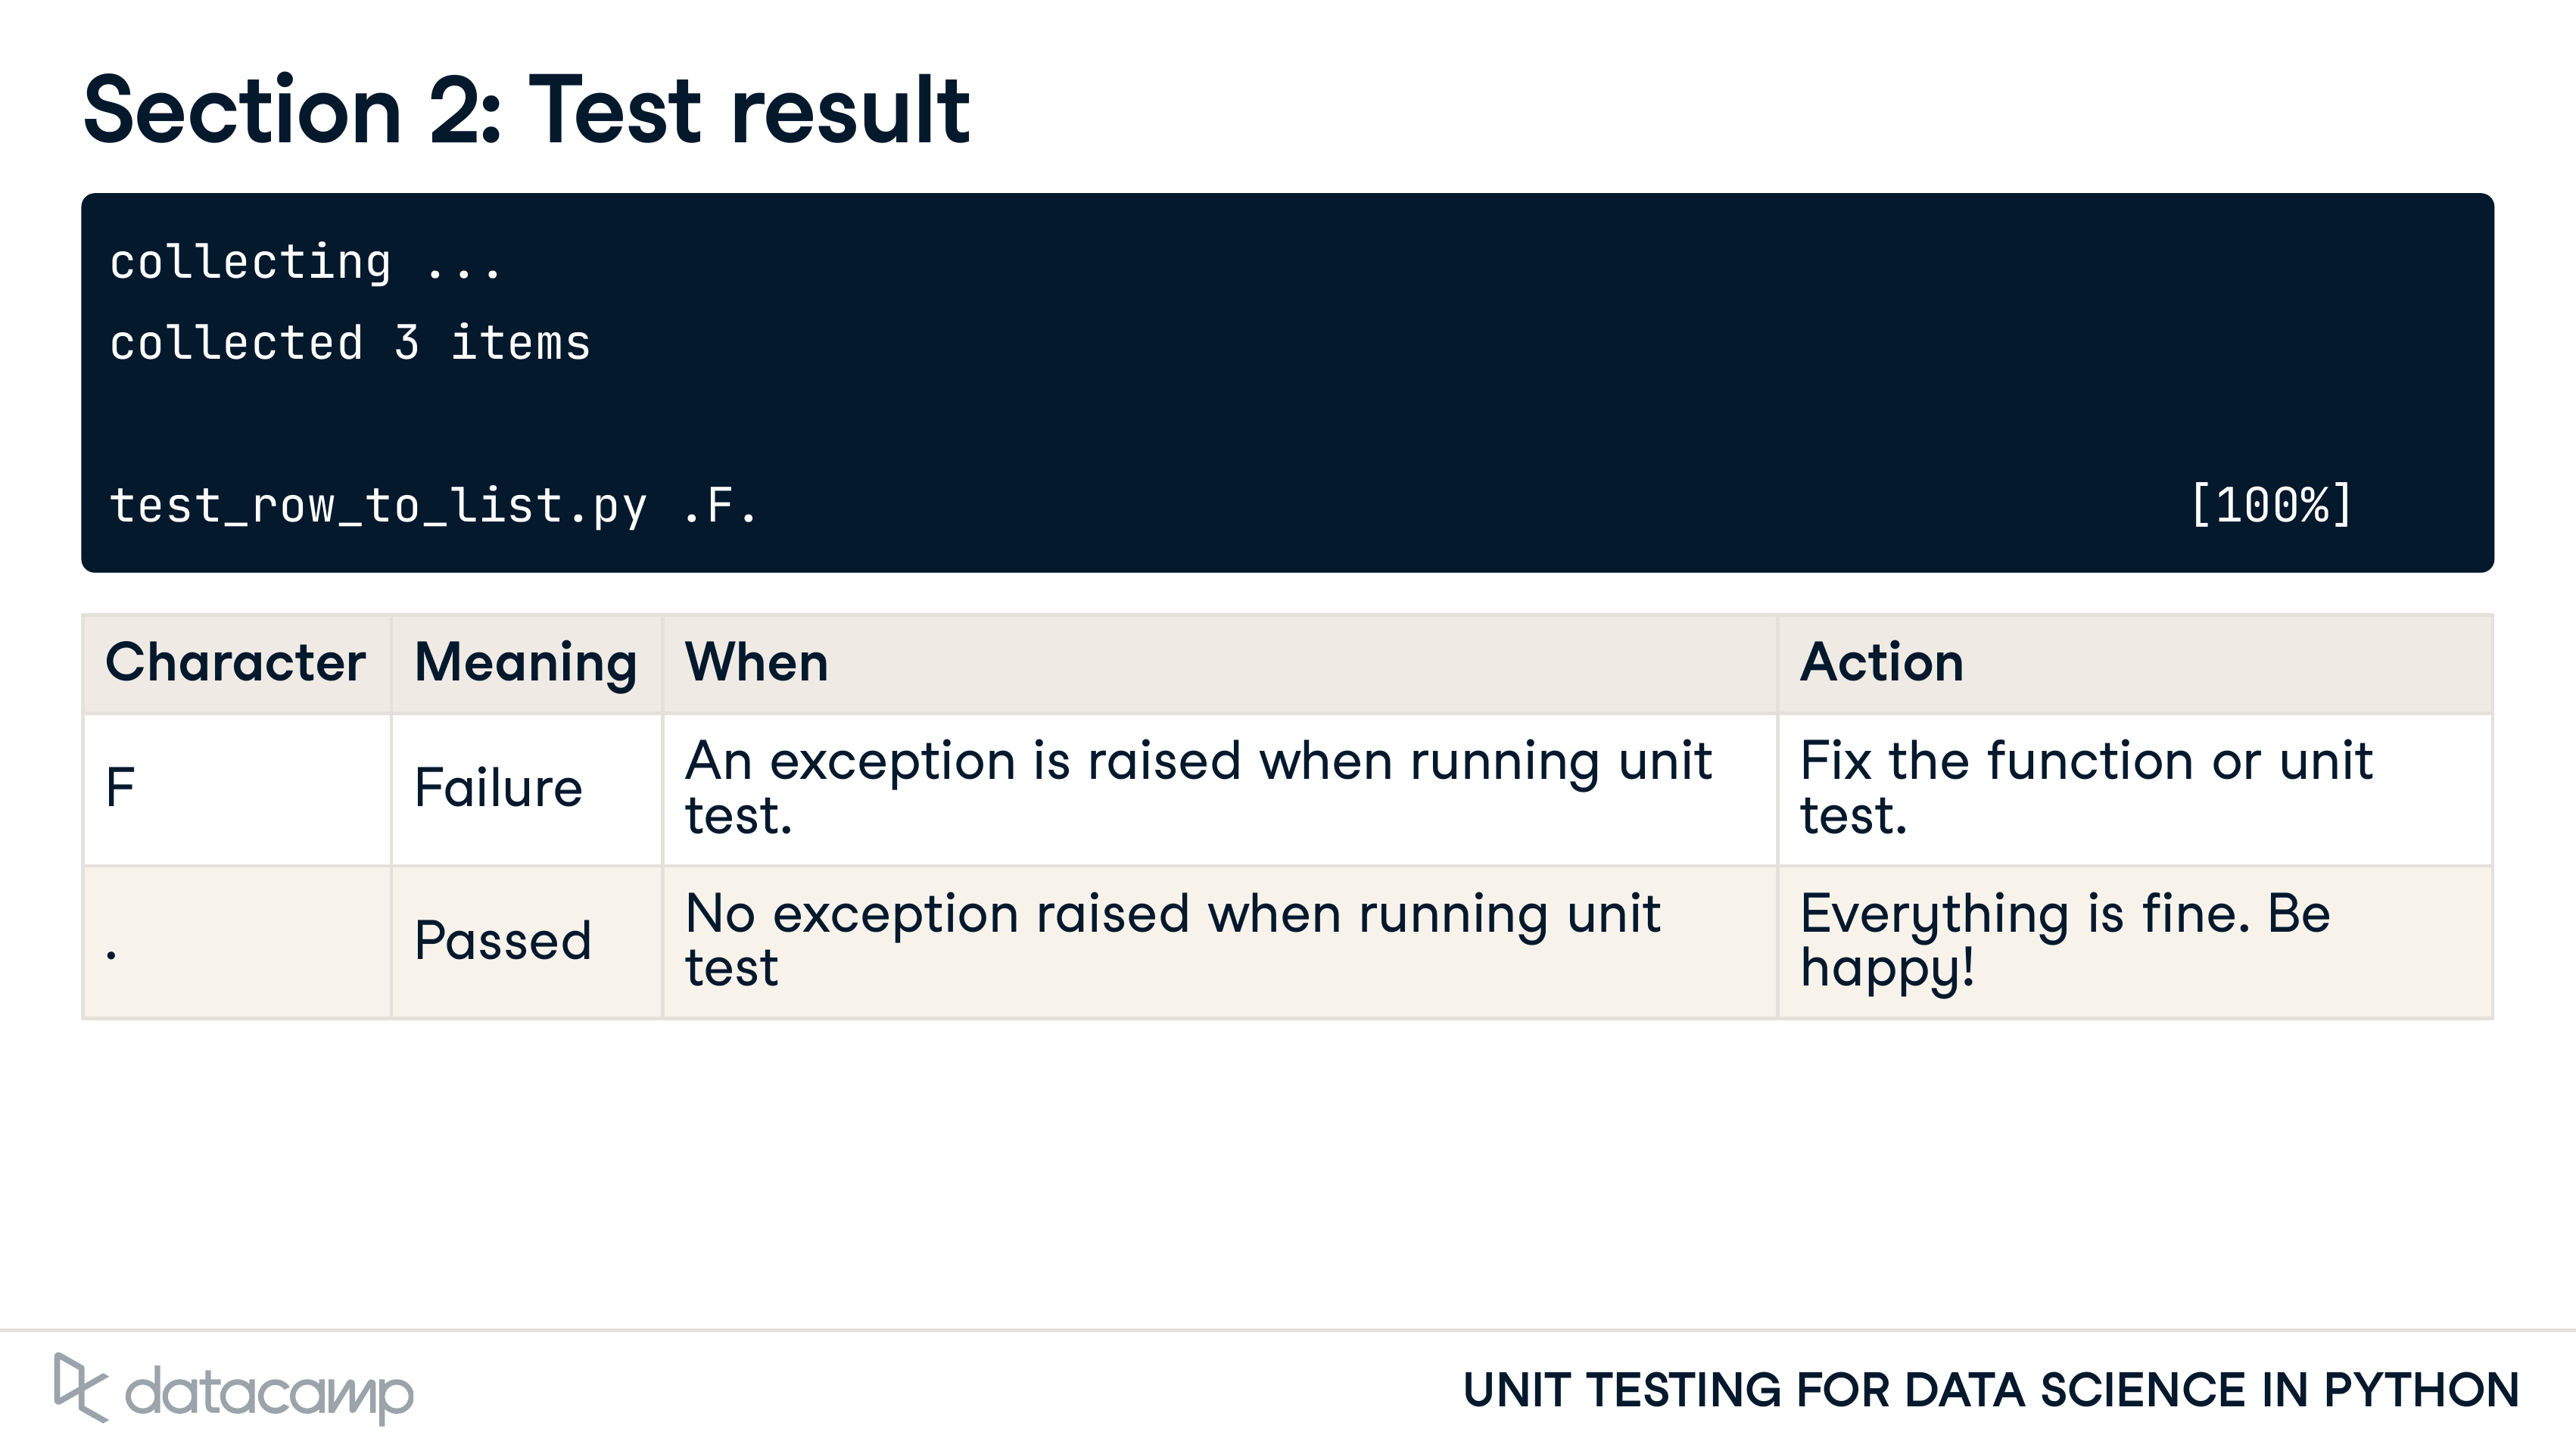 Section 2: Test result
collecting ...
collected 3 items
test_row_to_list.py .F. [100%]
Character Meaning When Action
F Failure An exception is raised when running unit test. Fix the function or unit test.
. Passed No exception raised when running unit test Everything is fine. Be happy!
datacamp
UNIT TESTING FOR DATA SCIENCE IN PYTHON